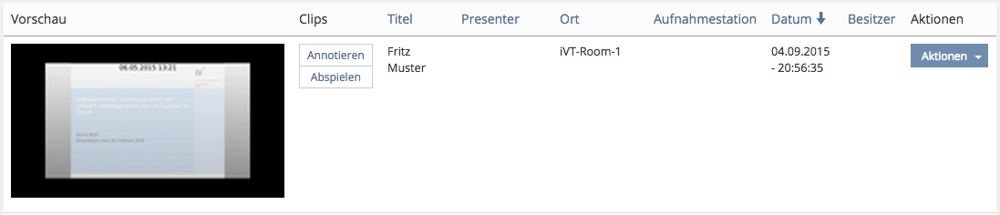 Vorschau Clips Titel Presenter Ort Aufnahmestation Datum Besitzer Aktionen
06.05.2015 13:21
Annotieren
Abspielen
Fritz
Muster
iVT-Room-1
04.09.2015
- 20:56:35
Aktionen